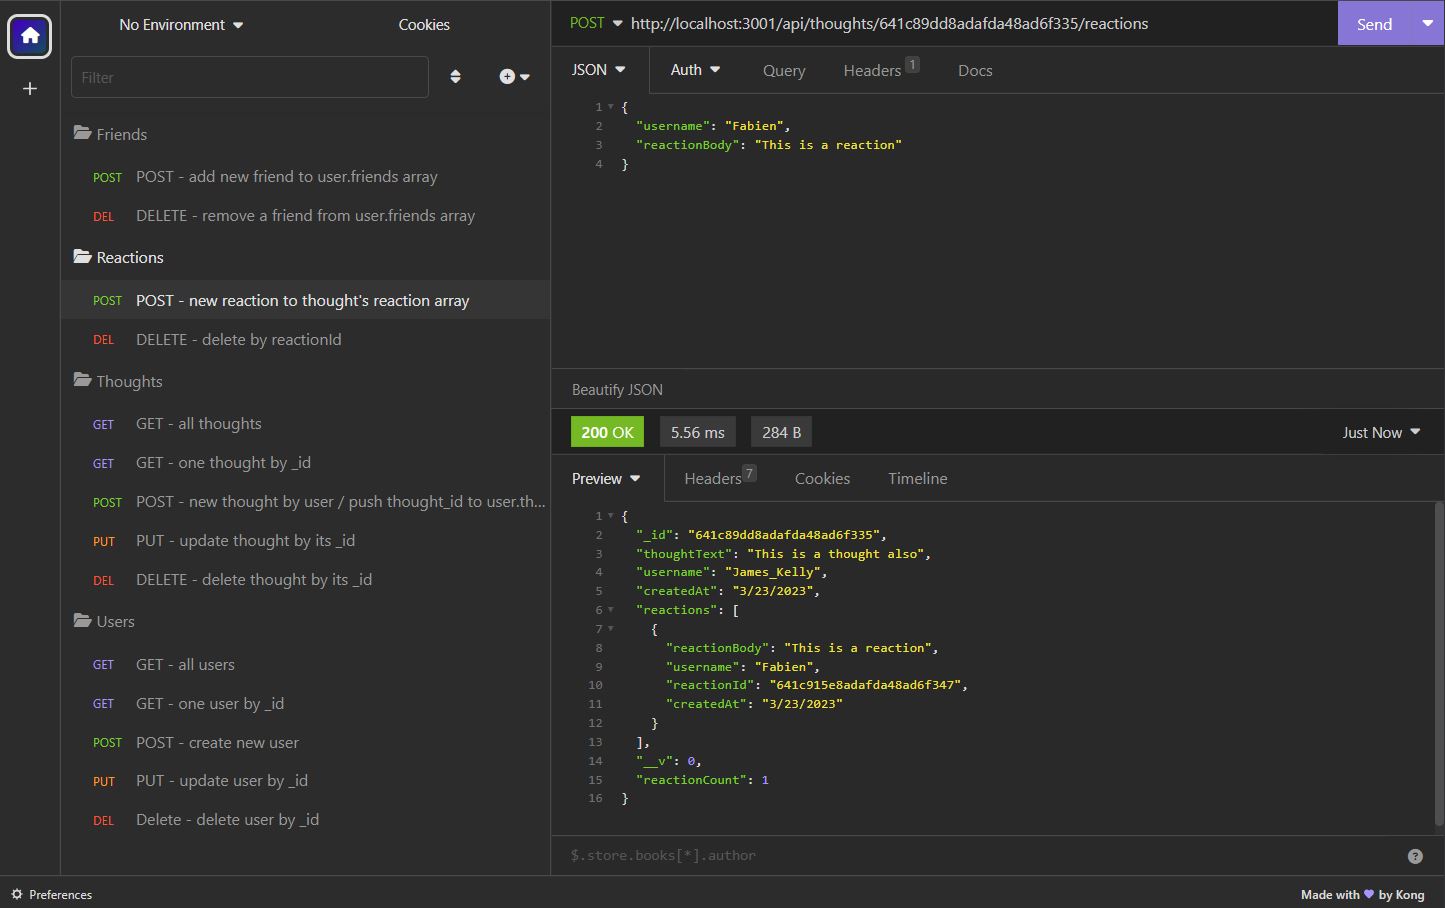 No Environment
Cookies
Filter
Friends
POST POST - add new friend to user.friends array
DEL DELETE - remove a friend from user.friends array
Reactions
POST POST - new reaction to thought's reaction array
DEL DELETE - delete by reactionId
Thoughts
GET GET - all thoughts
GET GET - one thought by _id
POST POST - new thought by user / push thought_id to user.th...
PUT PUT - update thought by its _id
DEL DELETE - delete thought by its _id
Users
GET GET - all users
GET GET - one user by _id
POST POST - create new user
PUT PUT - update user by _id
DEL Delete - delete user by _id
Preferences
POST http://localhost:3001/api/thoughts/641c89dd8adafda48ad6f335/reactions Send
JSON Auth Query Headers 1 Docs
1 {
2 "username": "Fabien",
3 "reactionBody": "This is a reaction"
4 }
Beautify JSON
200 OK 5.56 ms 284 B Just Now
Preview Headers 7 Cookies Timeline
1 {
2 "_id": "641c89dd8adafda48ad6f335",
3 "thoughtText": "This is a thought also",
4 "username": "James_Kelly",
5 "createdAt": "3/23/2023",
6 "reactions": [
7 {
8 "reactionBody": "This is a reaction",
9 "username": "Fabien",
10 "reactionId": "641c915e8adafda48ad6f347",
11 "createdAt": "3/23/2023"
12 }
13 ],
14 "__v": 0,
15 "reactionCount": 1
16 }
$.store.books[*].author
?
Made with 💜 by Kong